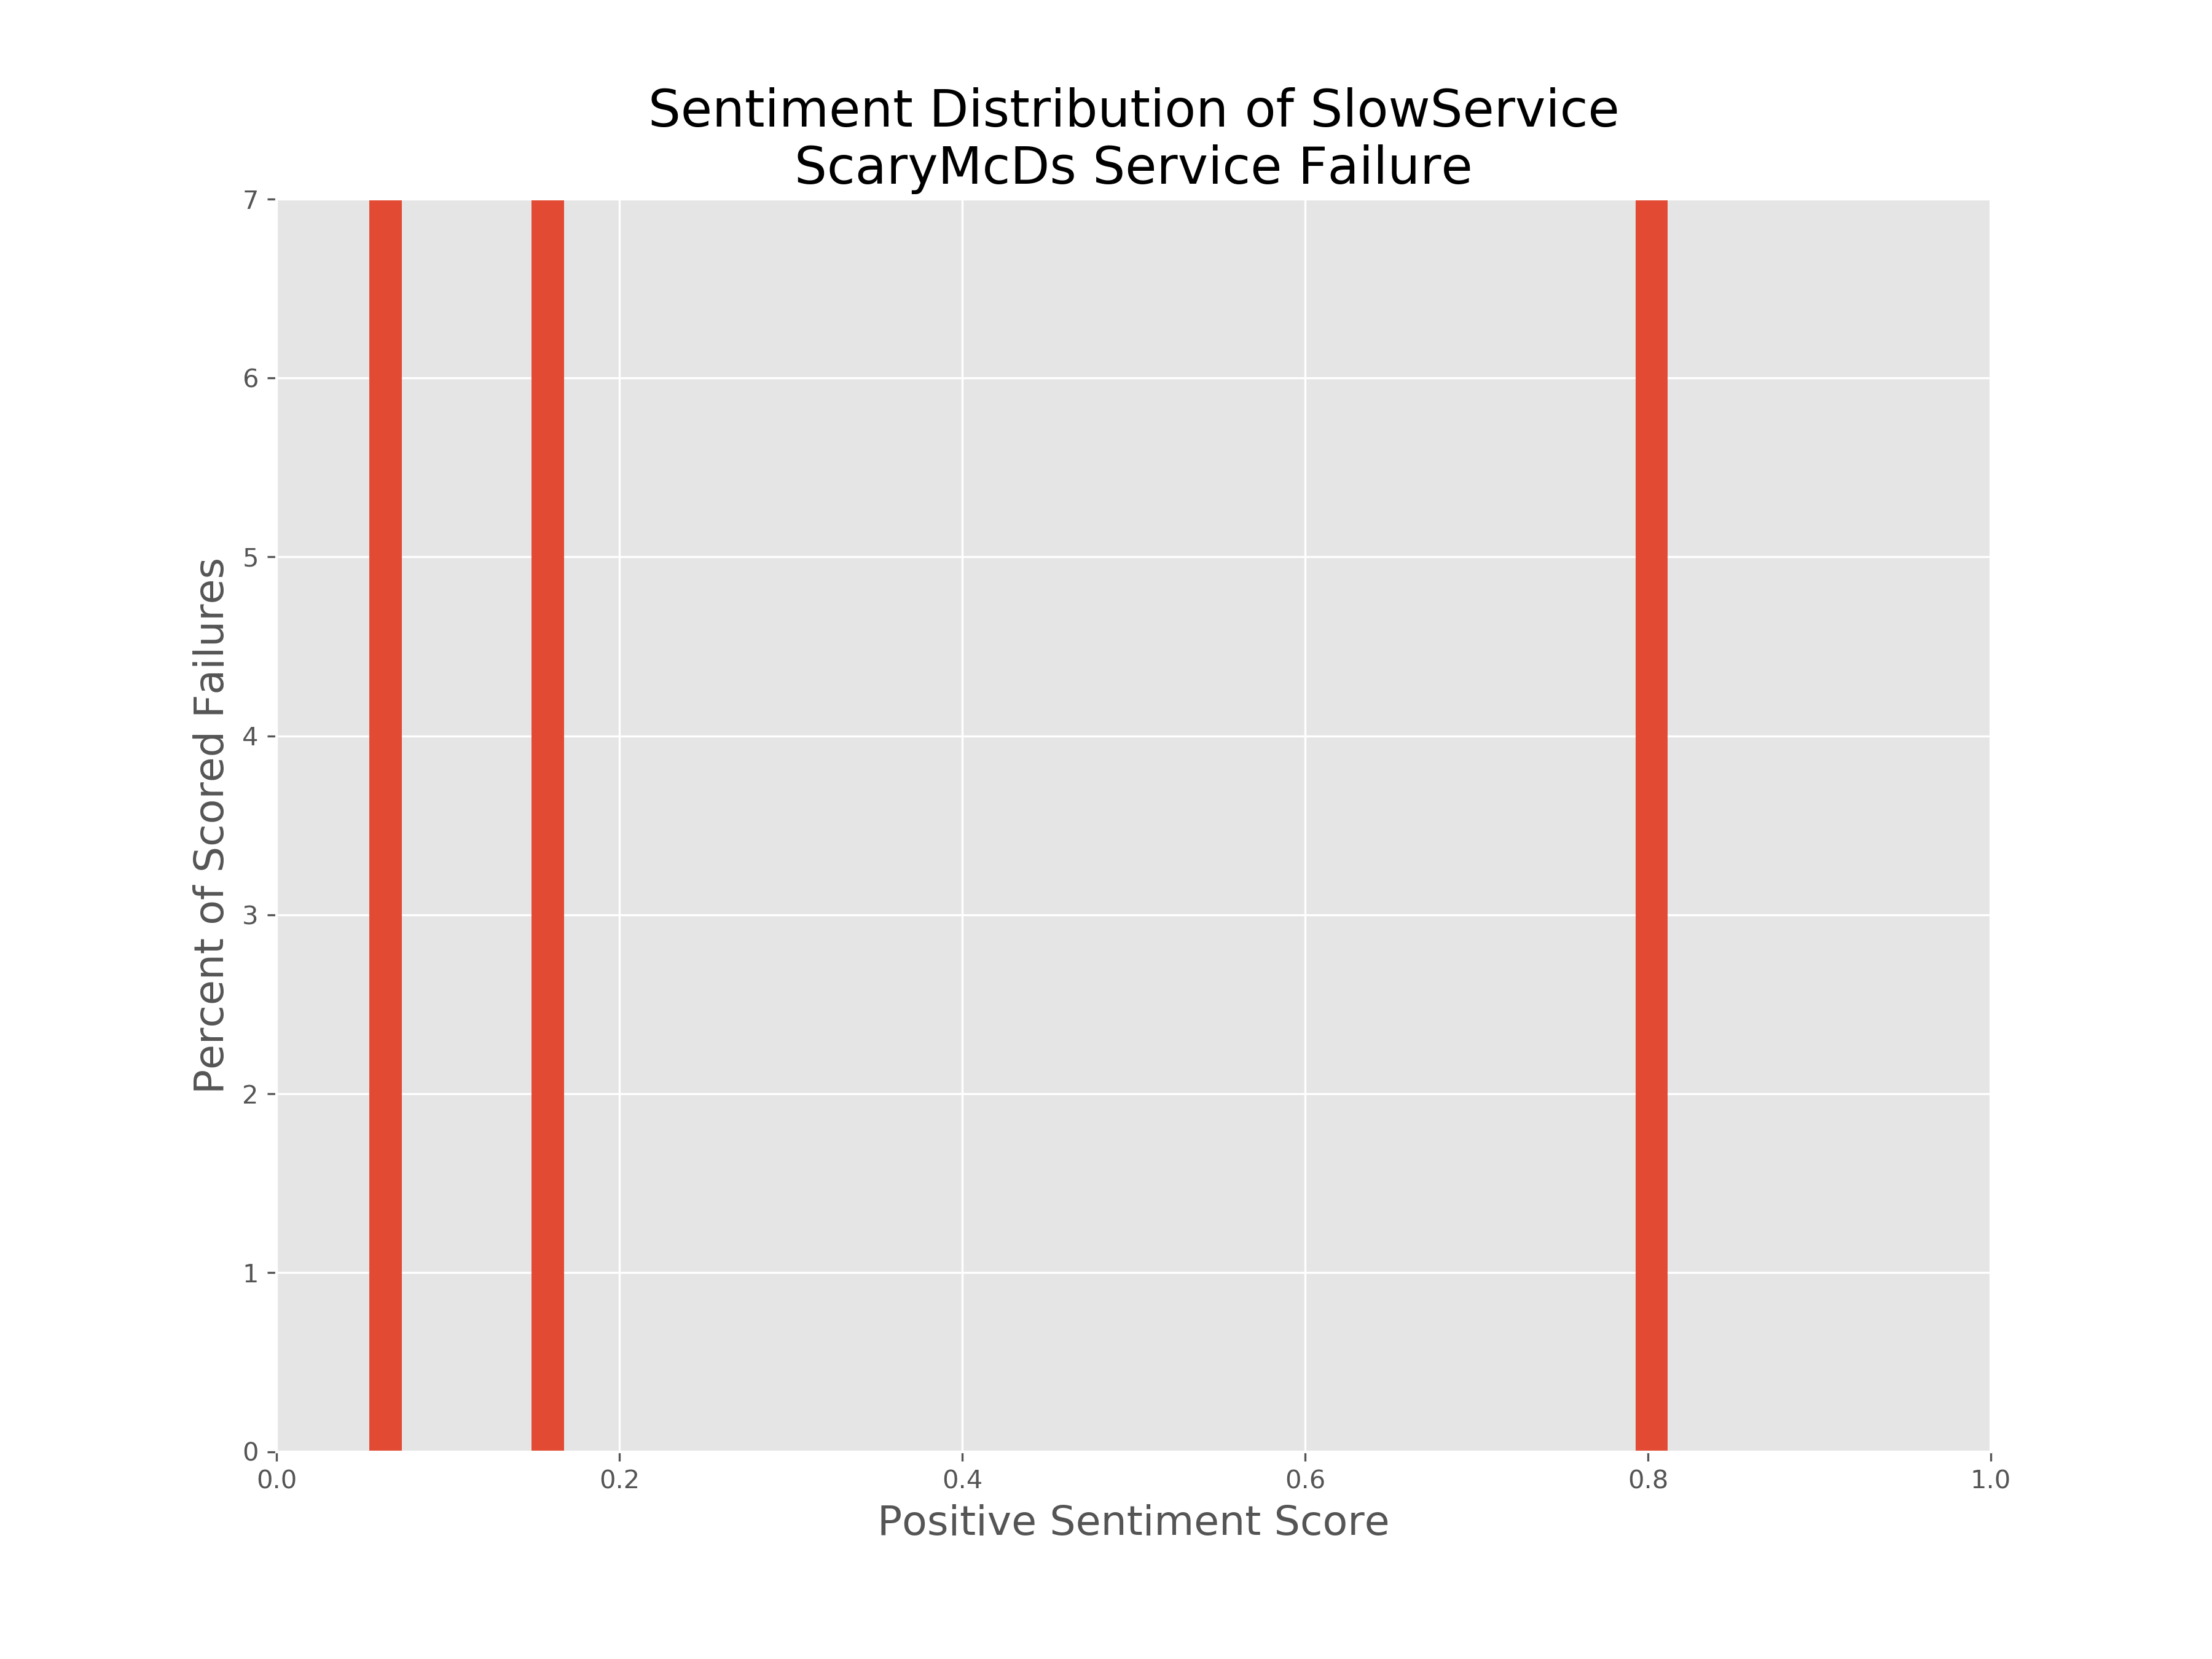 Sentiment Distribution of SlowService
ScaryMcDs Service Failure
7
6
5
4
3
2
1
0
Percent of Scored Failures
0.0 0.2 0.4 0.6 0.8 1.0
Positive Sentiment Score